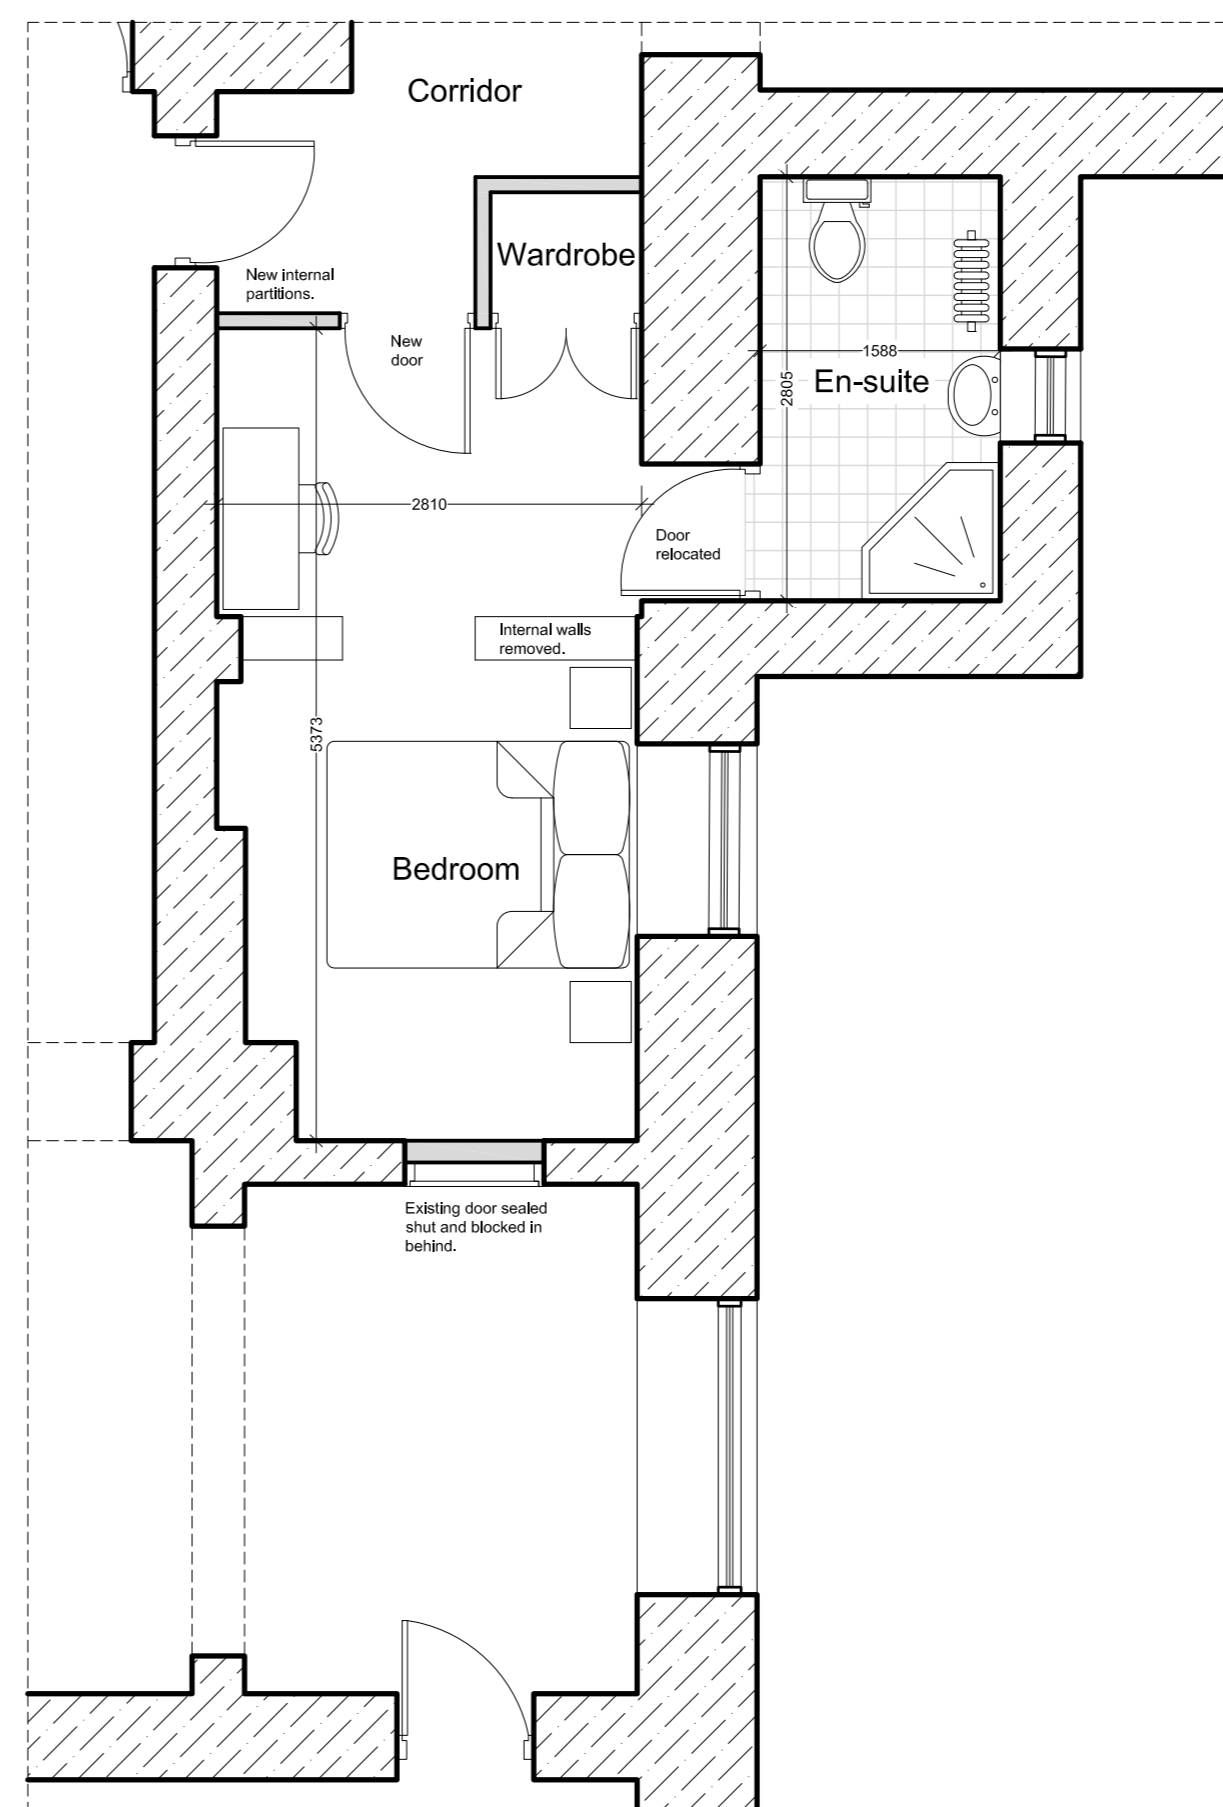 Corridor
Wardrobe
New internal
partitions.
New
door
1588
En-suite
2805
2810
Door
relocated
Internal walls
removed.
5373
Bedroom
Existing door sealed
shut and blocked in
behind.